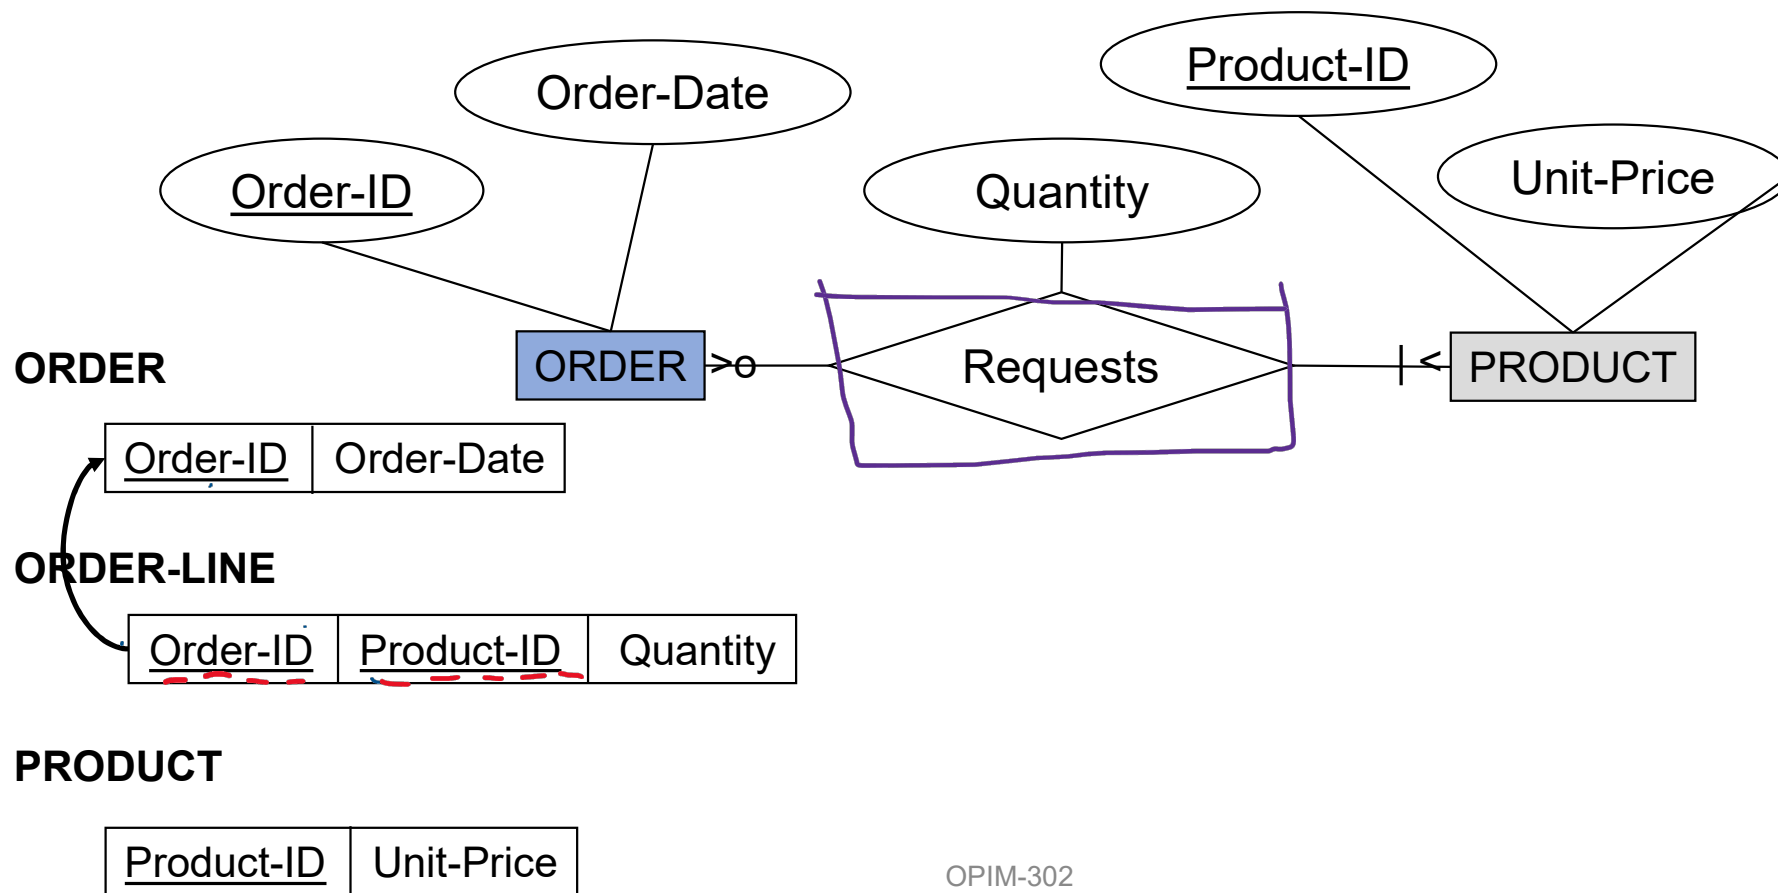 Order-Date
Product-ID
Order-ID
Quantity
Unit-Price
ORDER
ORDER >o
Requests
| < PRODUCT
Order-ID Order-Date
ORDER-LINE
Order-ID Product-ID Quantity
PRODUCT
Product-ID Unit-Price
OPIM-302